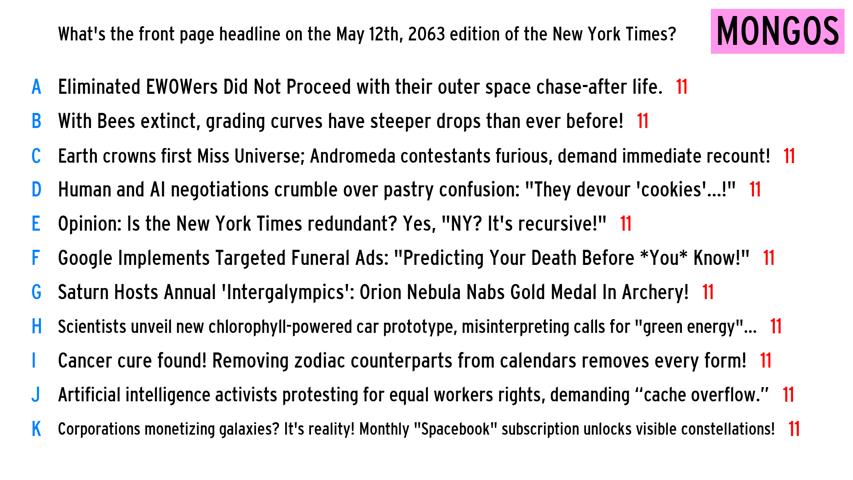 What's the front page headline on the May 12th, 2063 edition of the New York Times? MONGOS
A Eliminated EWOWers Did Not Proceed with their outer space chase-after life. 11
B With Bees extinct, grading curves have steeper drops than ever before! 11
C Earth crowns first Miss Universe; Andromeda contestants furious, demand immediate recount! 11
D Human and AI negotiations crumble over pastry confusion: "They devour 'cookies'...!" 11
E Opinion: Is the New York Times redundant? Yes, "NY? It's recursive!" 11
F Google Implements Targeted Funeral Ads: "Predicting Your Death Before *You* Know!" 11
G Saturn Hosts Annual 'Intergalympics': Orion Nebula Nabs Gold Medal In Archery! 11
H Scientists unveil new chlorophyll-powered car prototype, misinterpreting calls for "green energy"... 11
I Cancer cure found! Removing zodiac counterparts from calendars removes every form! 11
J Artificial intelligence activists protesting for equal workers rights, demanding “cache overflow.” 11
K Corporations monetizing galaxies? It's reality! Monthly "Spacebook" subscription unlocks visible constellations! 11